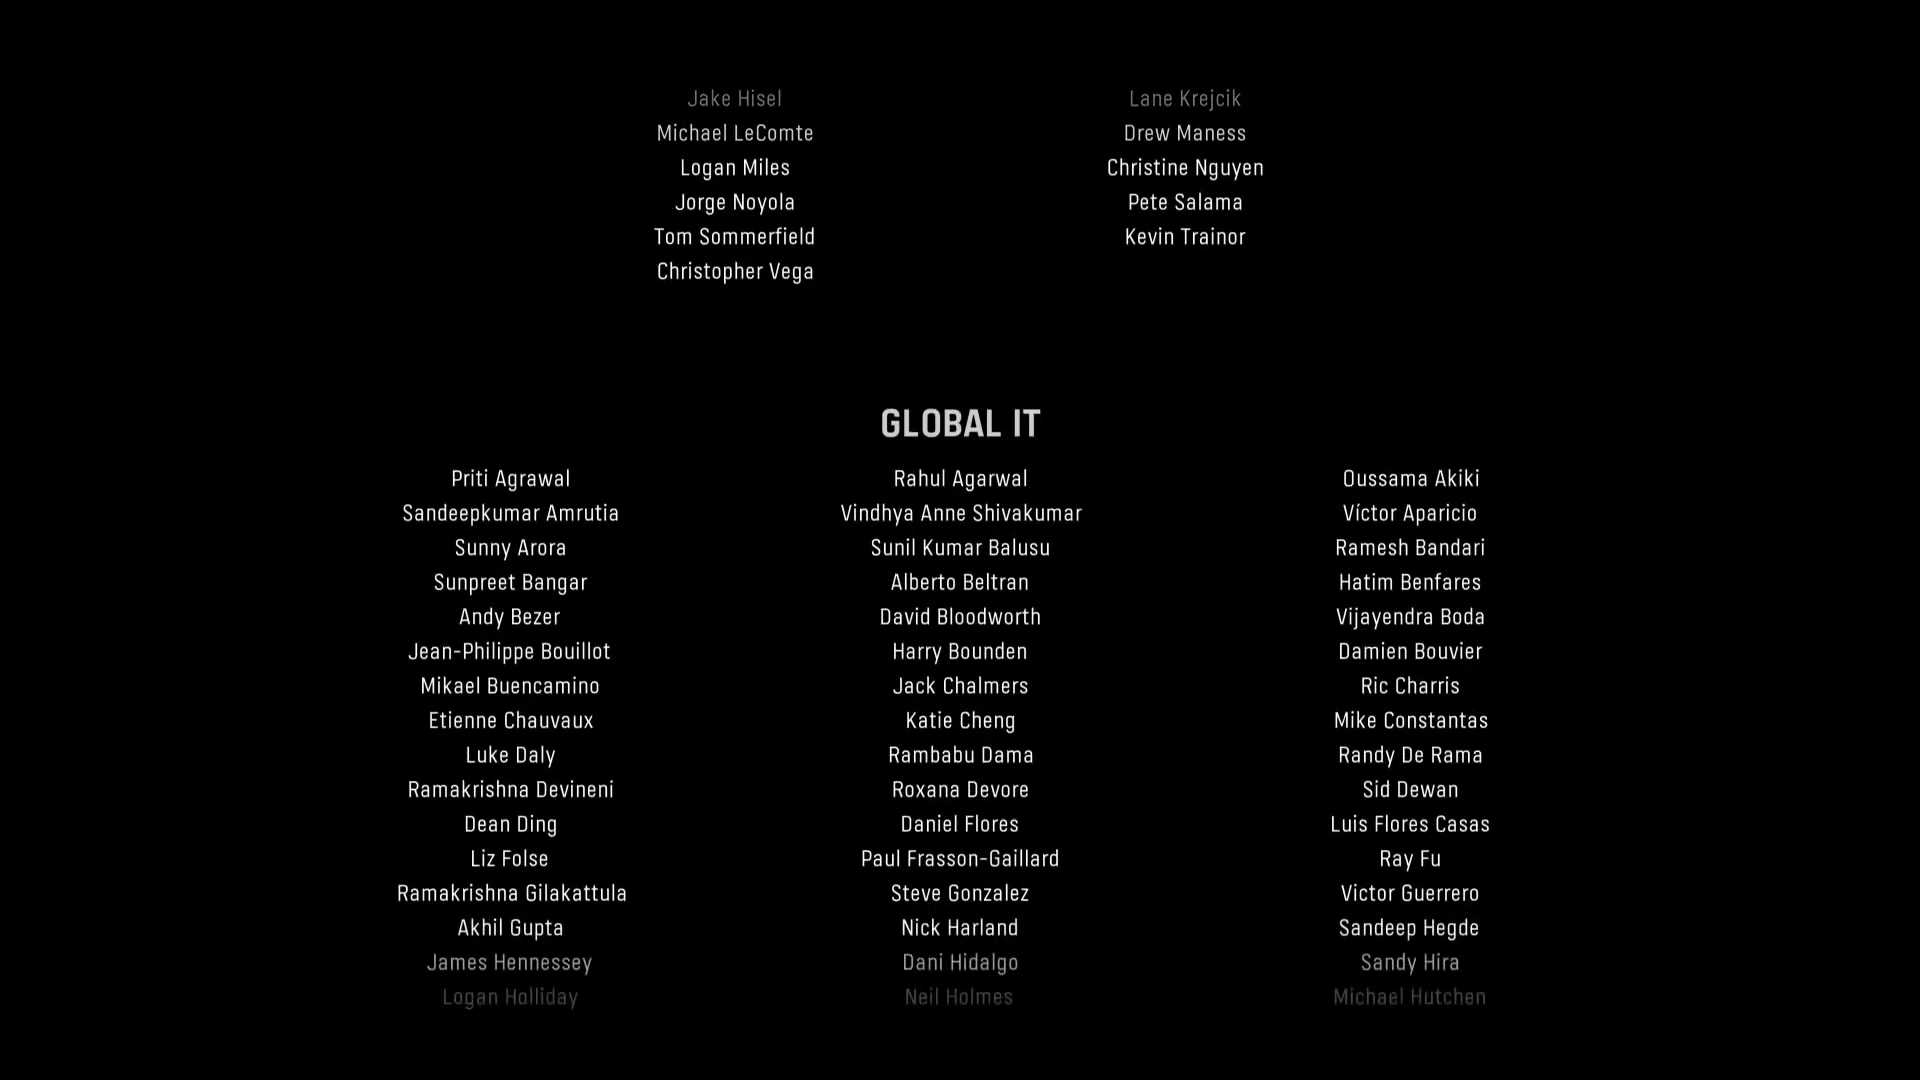 Jake Hisel Lane Krejcik
Michael LeComte Drew Maness
Logan Miles Christine Nguyen
Jorge Noyola Pete Salama
Tom Sommerfield Kevin Trainor
Christopher Vega
GLOBAL IT
Priti Agrawal Rahul Agarwal Oussama Akiki
Sandeepkumar Amrutia Vindhya Anne Shivakumar Víctor Aparicio
Sunny Arora Sunil Kumar Balusu Ramesh Bandari
Sunpreet Bangar Alberto Beltran Hatim Benfares
Andy Bezer David Bloodworth Vijayendra Boda
Jean-Philippe Bouillot Harry Bounden Damien Bouvier
Mikael Buencamino Jack Chalmers Ric Charris
Etienne Chauvaux Katie Cheng Mike Constantas
Luke Daly Rambabu Dama Randy De Rama
Ramakrishna Devineni Roxana Devore Sid Dewan
Dean Ding Daniel Flores Luis Flores Casas
Liz Folse Paul Frasson-Gaillard Ray Fu
Ramakrishna Gilakattula Steve Gonzalez Victor Guerrero
Akhil Gupta Nick Harland Sandeep Hegde
James Hennessey Dani Hidalgo Sandy Hira
Logan Holliday Neil Holmes Michael Hutchen